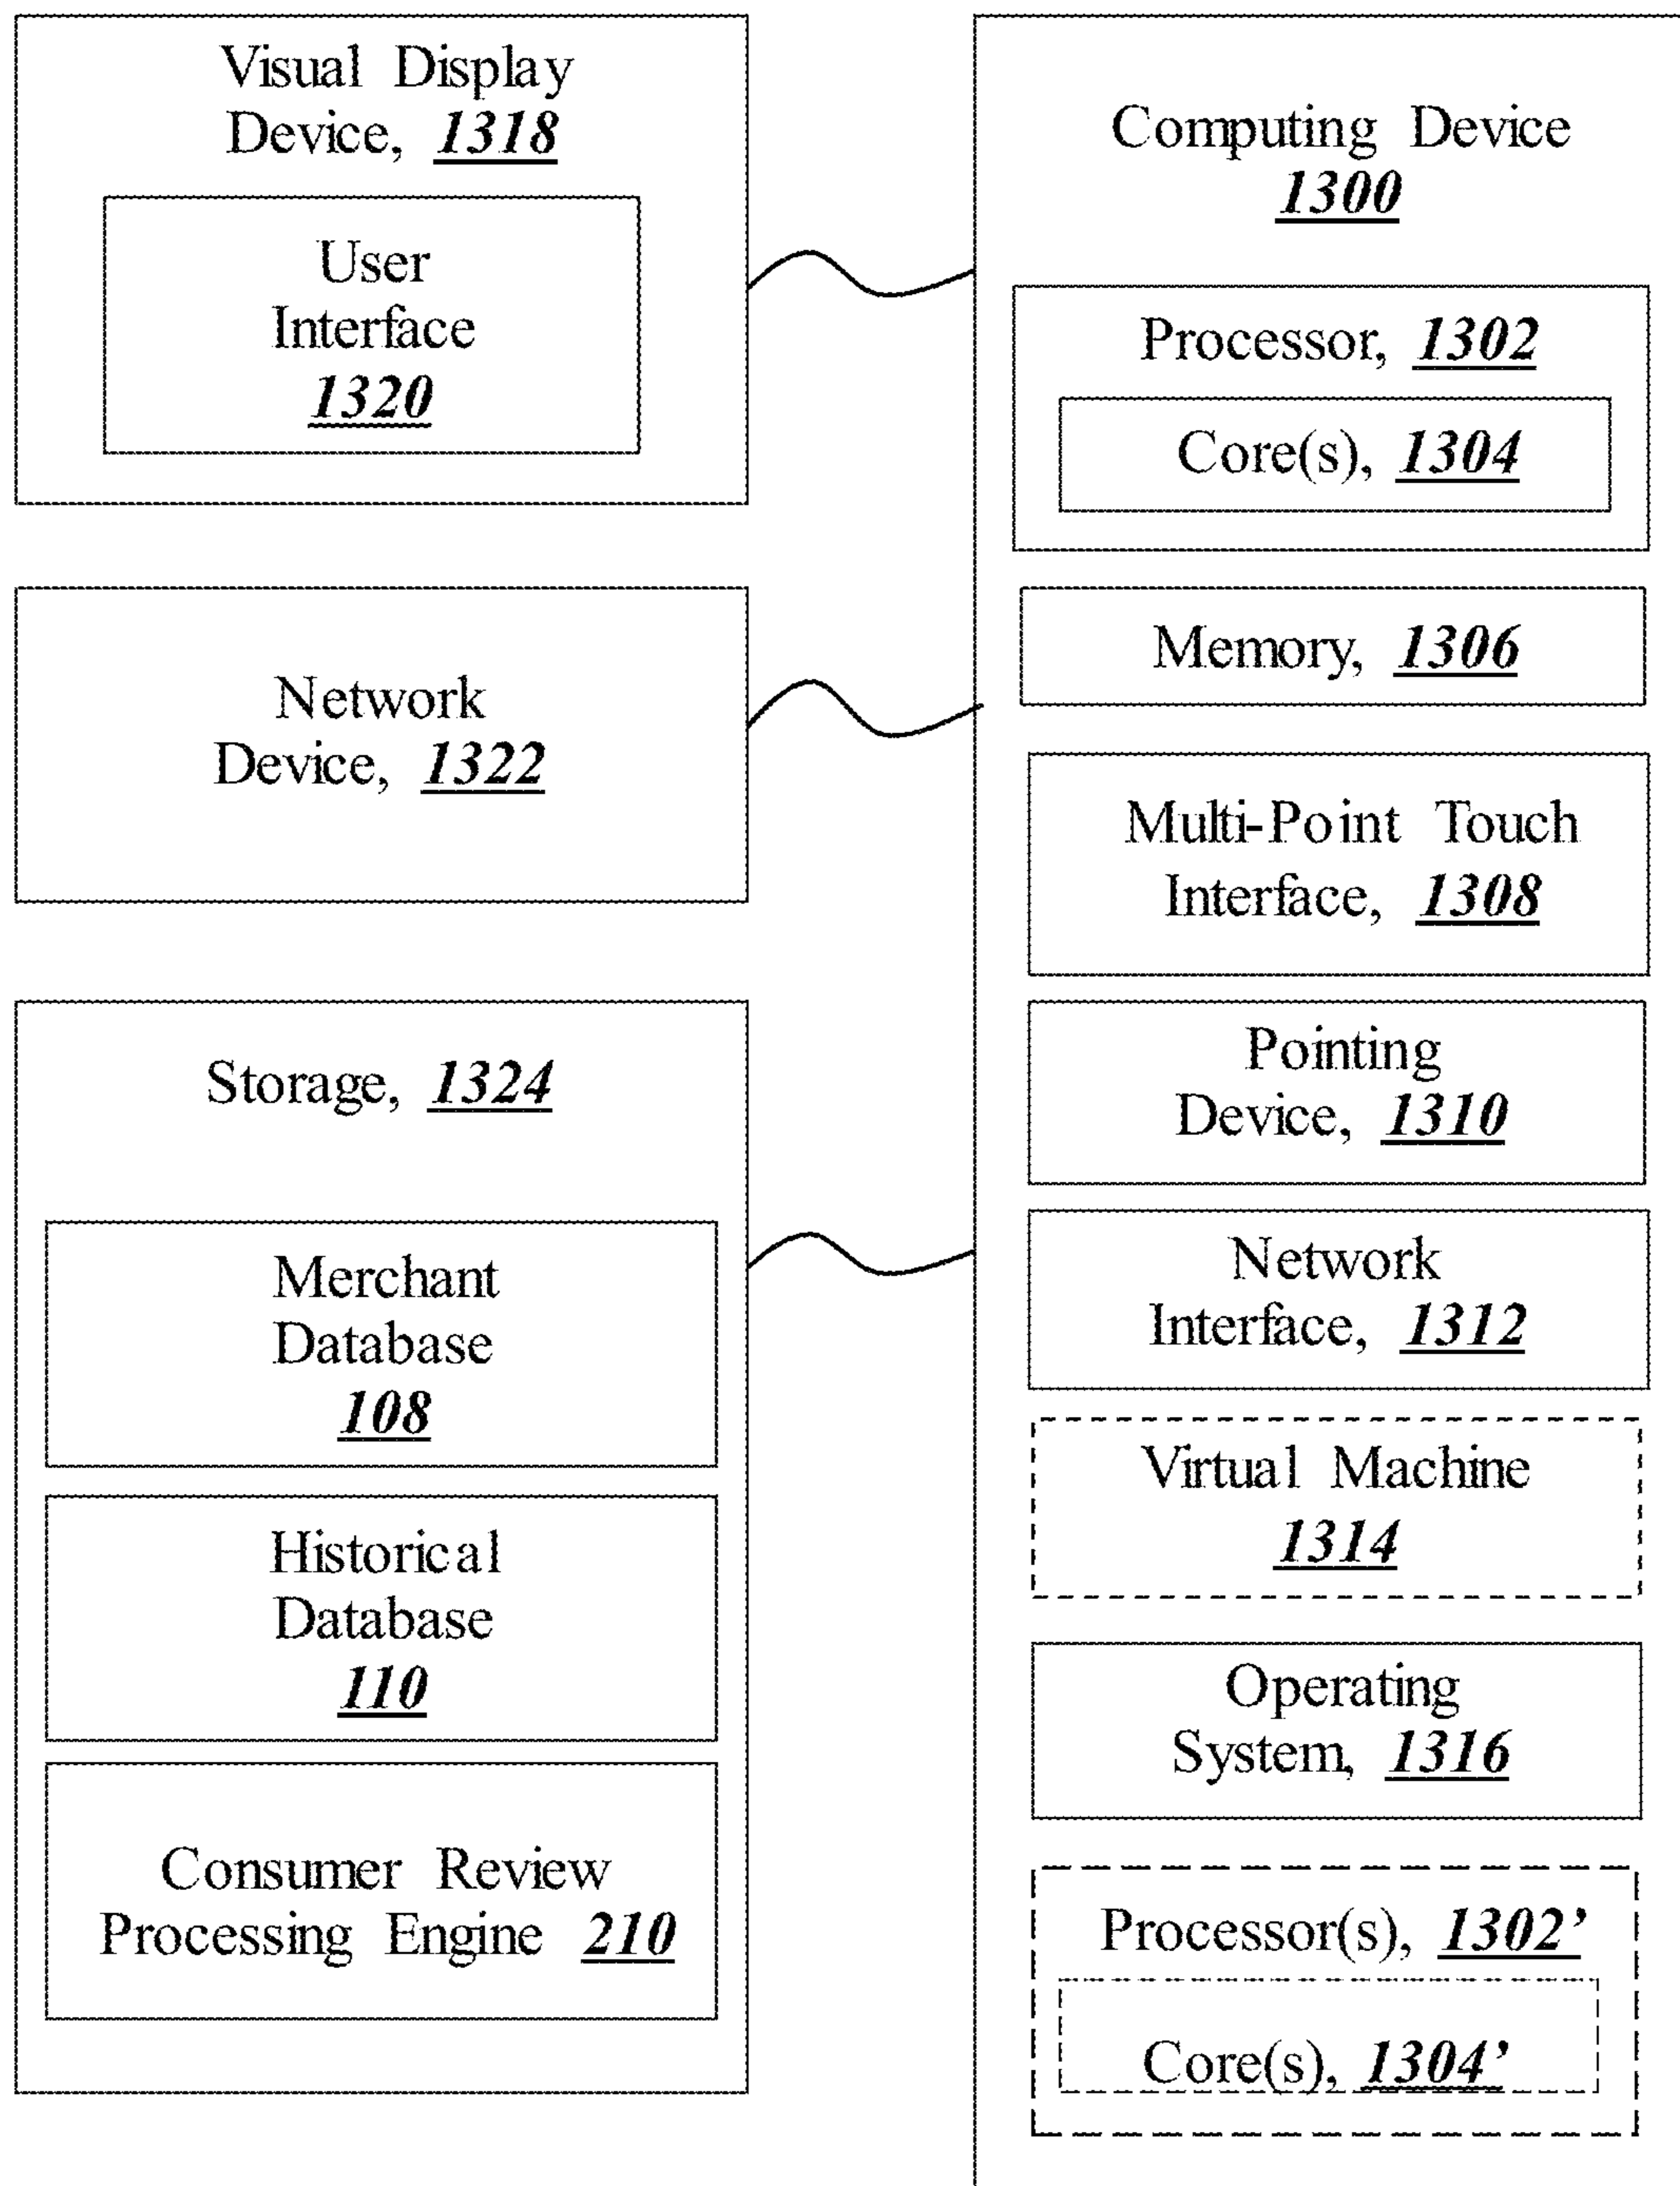 Visual Display
Device, 1318
User
Interface
1320
Network
Device, 1322
Storage, 1324
Merchant
Database
108
Historical
Database
110
Consumer Review
Processing Engine 210
Computing Device
1300
Processor, 1302
Core(s), 1304
Memory, 1306
Multi-Point Touch
Interface, 1308
Pointing
Device, 1310
Network
Interface, 1312
Virtual Machine
1314
Operating
System, 1316
Processor(s), 1302’
Core(s), 1304’